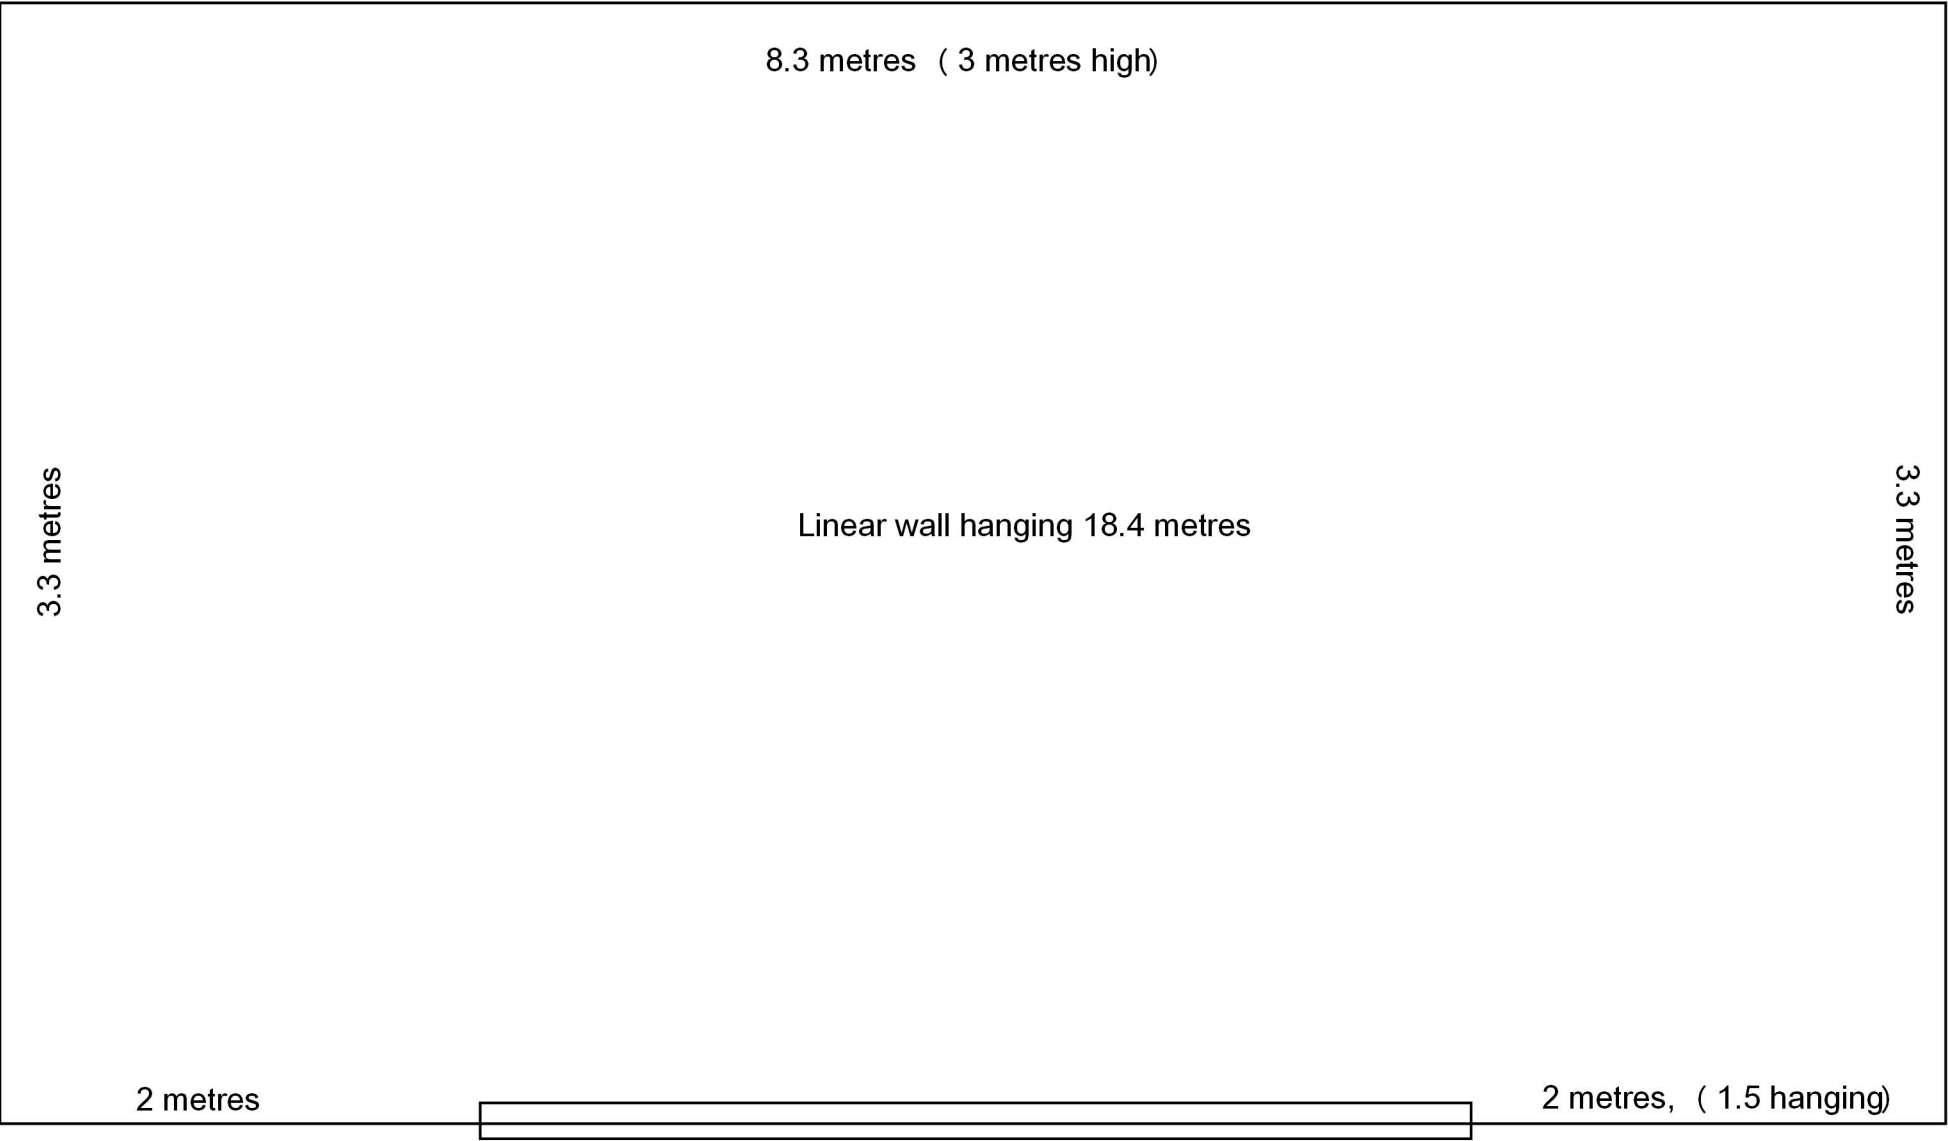 8.3 metres ( 3 metres high)
3.3 metres
3.3 metres
Linear wall hanging 18.4 metres
2 metres
2 metres, ( 1.5 hanging)